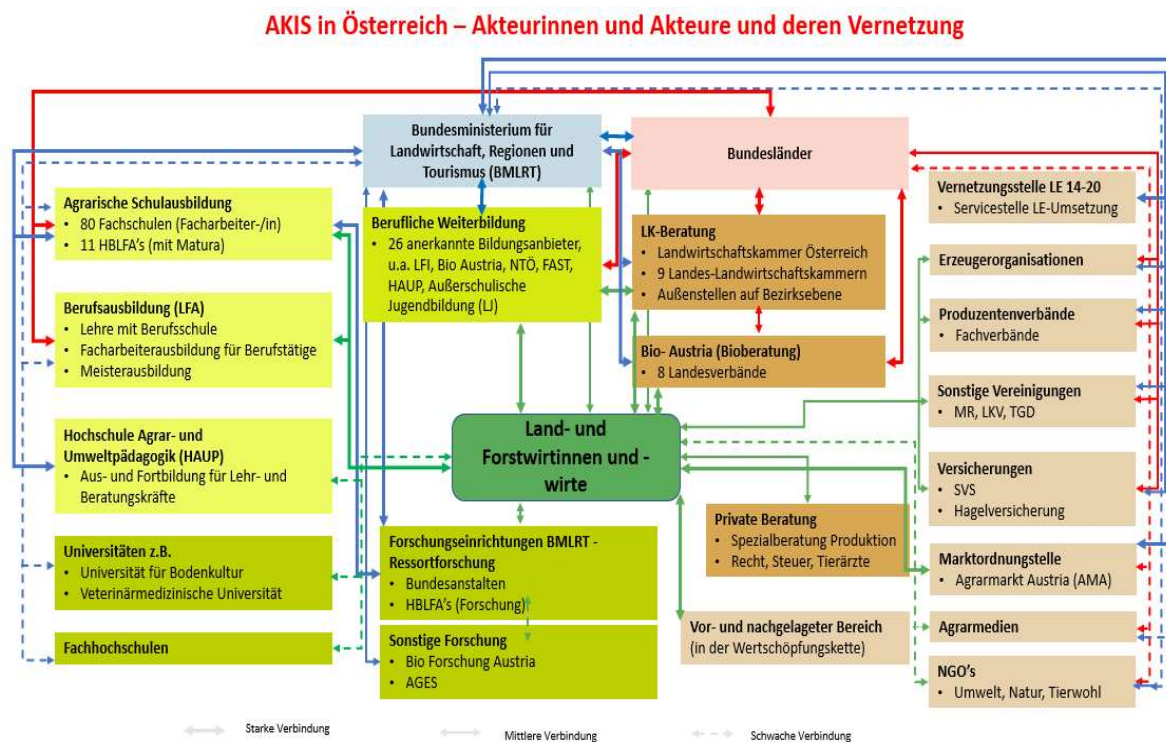 AKIS in Österreich – Akteurinnen und Akteure und deren Vernetzung
Bundesministerium für
Landwirtschaft, Regionen und
Tourismus (BMLRT)
Bundesländer
Agrarische Schulausbildung
• 80 Fachschulen (Facharbeiter-/in)
• 11 HBLFA's (mit Matura)
Berufsausbildung (LFA)
• Lehre mit Berufsschule
• Facharbeiterausbildung für Berufstätige
• Meisterausbildung
Hochschule Agrar- und
Umweltpädagogik (HAUP)
• Aus- und Fortbildung für Lehr- und
Beratungskräfte
Universitäten z.B.
• Universität für Bodenkultur
• Veterinärmedizinische Universität
Fachhochschulen
Berufliche Weiterbildung
• 26 anerkannte Bildungsanbieter,
u.a. LFI, Bio Austria, NTÖ, FAST,
HAUP, Außerschulische
Jugendbildung (LJ)
LK-Beratung
• Landwirtschaftskammer Österreich
• 9 Landes-Landwirtschaftskammern
• Außenstellen auf Bezirksebene
Bio- Austria (Bioberatung)
• 8 Landesverbände
Land- und
Forstwirtinnen und -
wirte
Forschungseinrichtungen BMLRT -
Ressortforschung
• Bundesanstalten
• HBLFA's (Forschung)
Sonstige Forschung
• Bio Forschung Austria
• AGES
Private Beratung
• Spezialberatung Produktion
• Recht, Steuer, Tierärzte
Vor- und nachgelageter Bereich
(in der Wertschöpfungskette)
Vernetzungsstelle LE 14-20
• Servicestelle LE-Umsetzung
Erzeugerorganisationen
Produzentenverbände
• Fachverbände
Sonstige Vereinigungen
• MR, LKV, TGD
Versicherungen
• SVS
• Hagelversicherung
Marktordnungstelle
• Agrarmarkt Austria (AMA)
Agrarmedien
NGO's
• Umwelt, Natur, Tierwohl
Starke Verbindung
Mittlere Verbindung
Schwache Verbindung